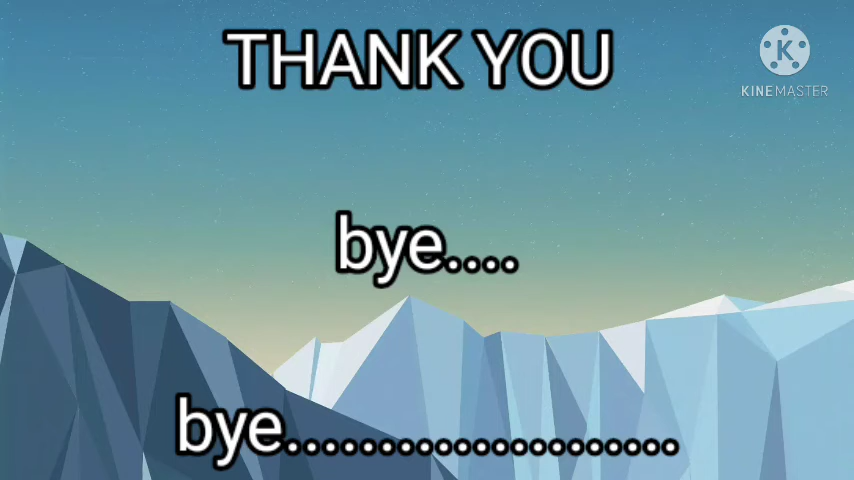 THANK YOU
K
KINEMASTER
bye....
bye.....................